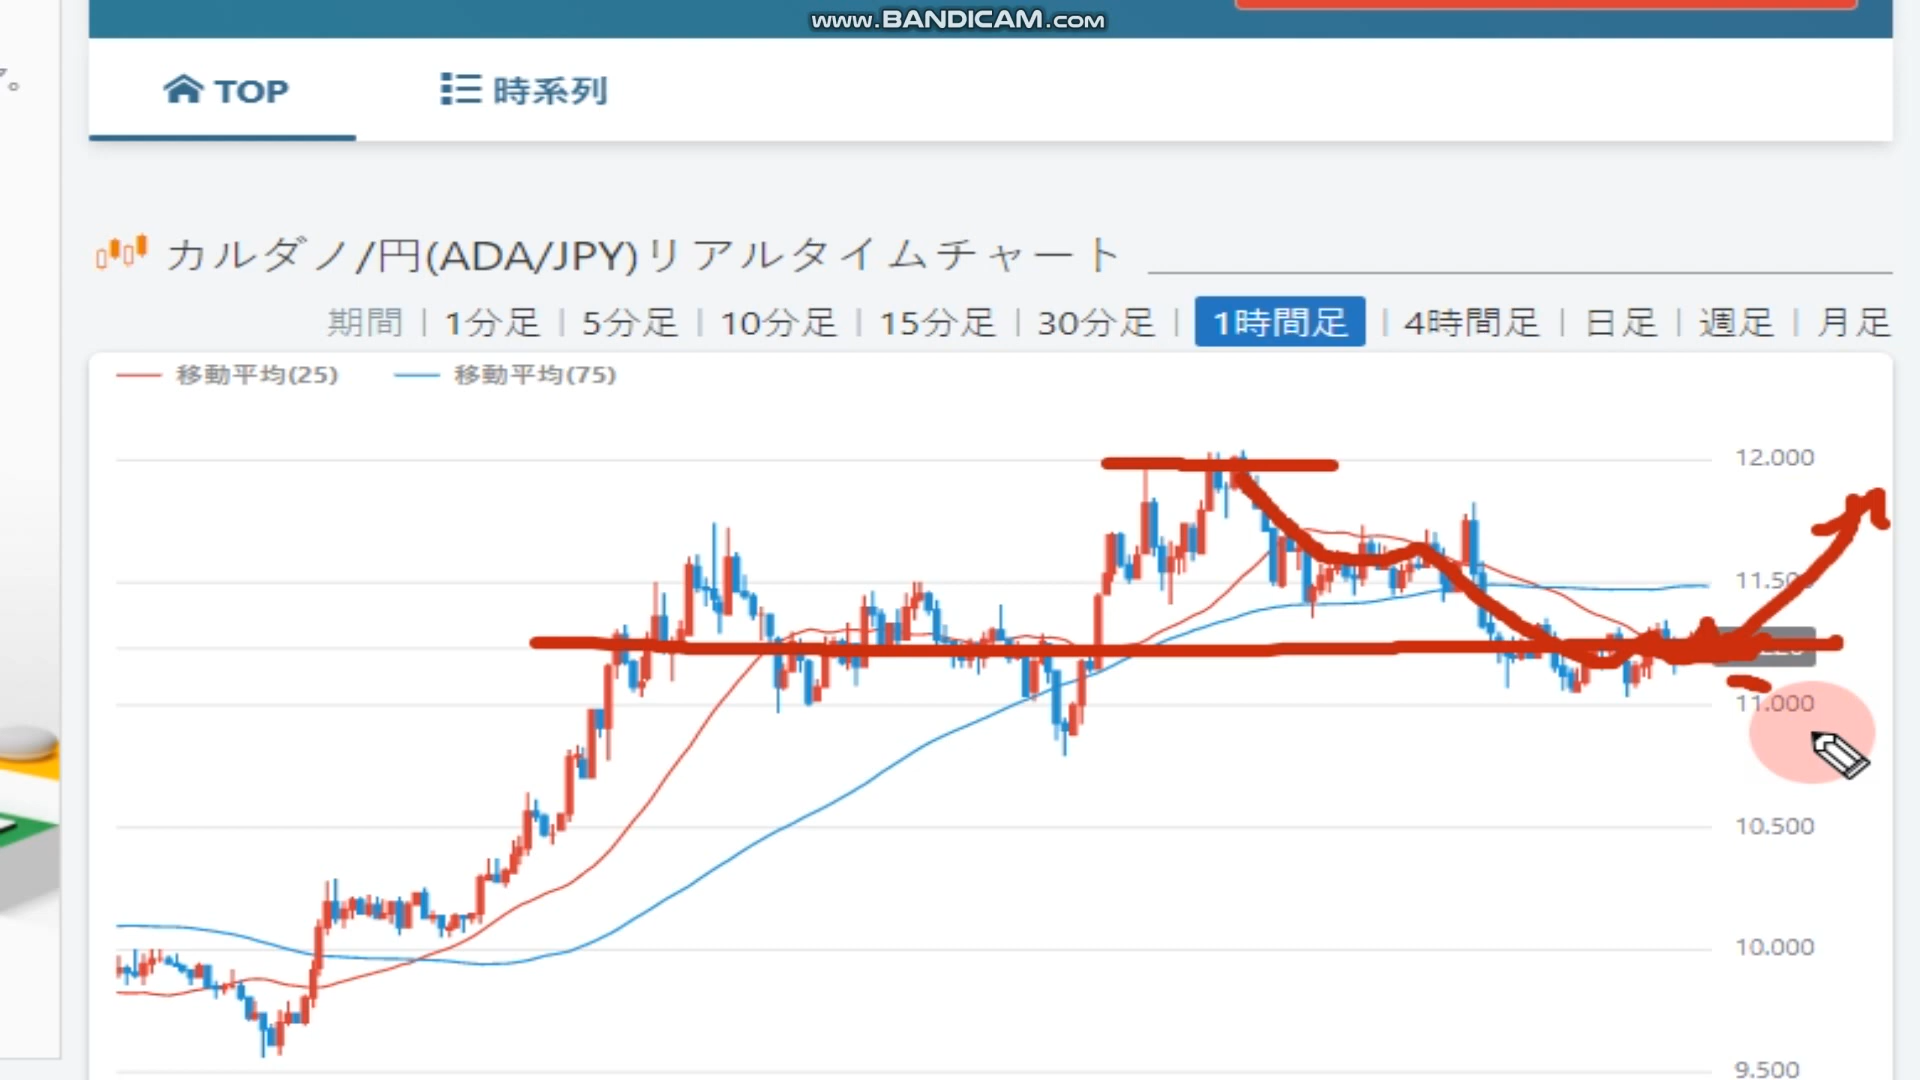 www.BANDICAM.com
TOP
時系列
カルダノ/円(ADA/JPY)リアルタイムチャート
期間 | 1分足 | 5分足 | 10分足 | 15分足 | 30分足 | 1時間足 | 4時間足 | 日足 | 週足 | 月足
移動平均(25) 移動平均(75)
12.000
11.500
11.000
10.500
10.000
9.500